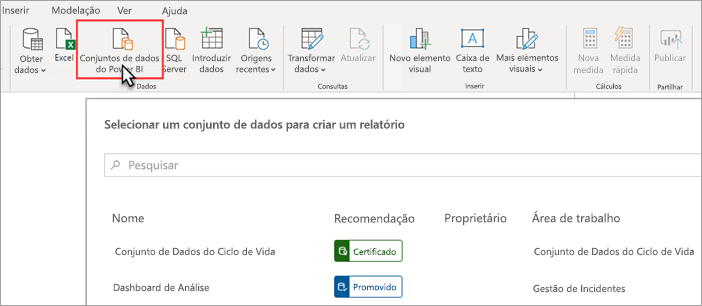 Inserir Modelação Ver Ajuda
Obter dados
Excel
Conjuntos de dados do Power BI
SQL Server
Introduzir dados
Origens recentes
Transformar dados
Atualizar
Novo elemento visual
Caixa de texto
Mais elementos visuais
Nova medida
Medida rápida
Publicar
Dados Consultas Inserir Cálculos Partilhar
Selecionar um conjunto de dados para criar um relatório
Pesquisar
Nome Recomendação Proprietário Área de trabalho
Conjunto de Dados do Ciclo de Vida Certificado Conjunto de Dados do Ciclo de Vida
Dashboard de Análise Promovido Gestão de Incidentes